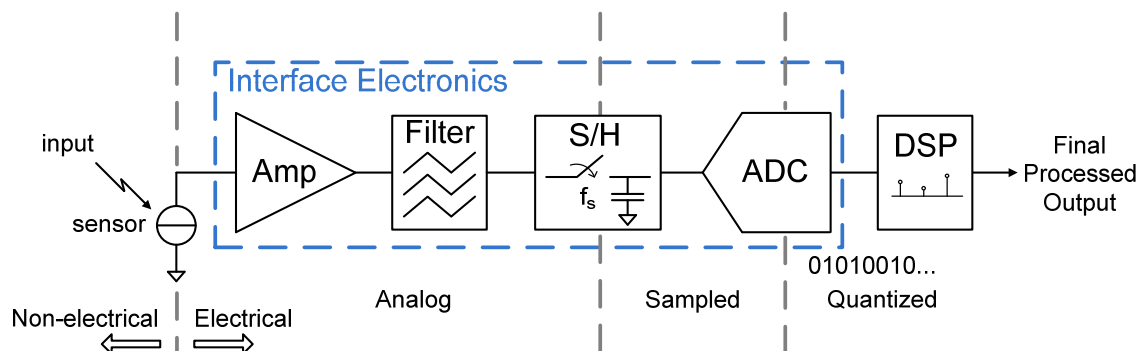 Interface Electronics
input
sensor
Amp
Filter
S/H
fs
ADC
DSP
Final
Processed
Output
01010010...
Analog
Sampled
Quantized
Non-electrical
Electrical